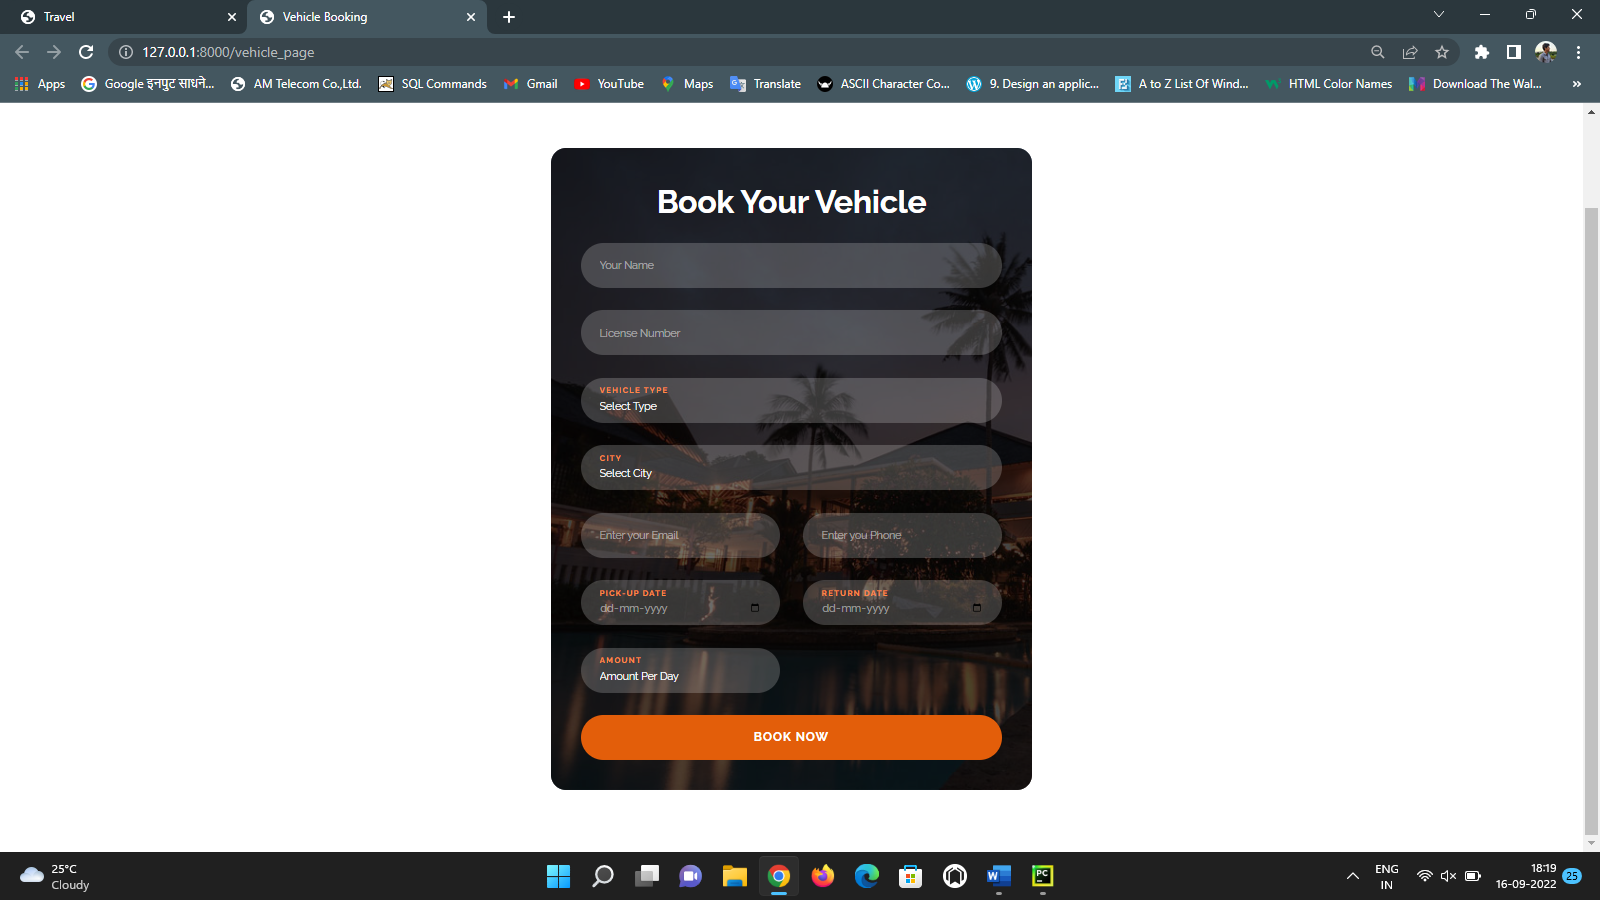 Travel
Vehicle Booking
127.0.0.1:8000/vehicle_page
Apps
Google इनपुट साधने...
AM Telecom Co.,Ltd.
SQL Commands
Gmail
YouTube
Maps
Translate
ASCII Character Co...
9. Design an applic...
A to Z List Of Wind...
HTML Color Names
Download The Wal...
»
Book Your Vehicle
Your Name
License Number
VEHICLE TYPE
Select Type
CITY
Select City
Enter your Email
Enter you Phone
PICK-UP DATE
dd-mm-yyyy
RETURN DATE
dd-mm-yyyy
AMOUNT
Amount Per Day
BOOK NOW
25°C
Cloudy
ENG
IN
18:19
16-09-2022
25